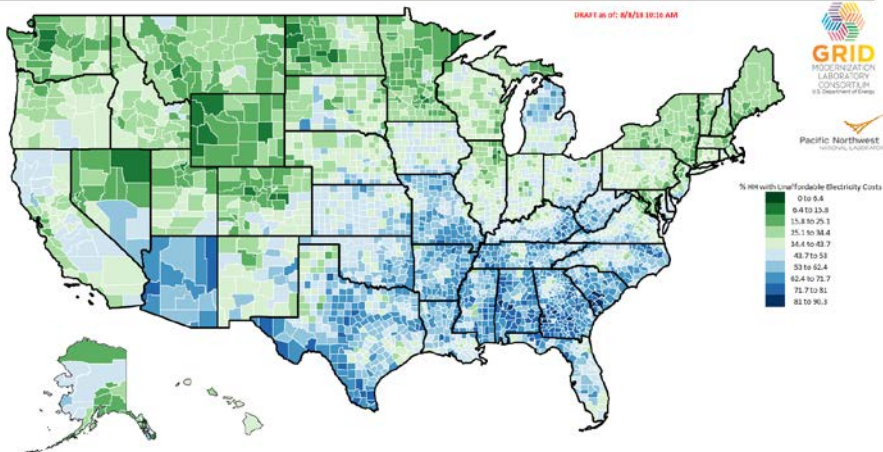 DRAFT as of: 8/8/18 10:16 AM
GRID
MODERNIZATION
LABORATORY
CONSORTIUM
U.S. Department of Energy
Pacific Northwest
NATIONAL LABORATORY
% HH with Unaffordable Electricity Costs
0 to 6.4
6.4 to 15.8
15.8 to 25.1
25.1 to 34.4
34.4 to 43.7
43.7 to 53
53 to 62.4
62.4 to 71.7
71.7 to 81
81 to 90.3